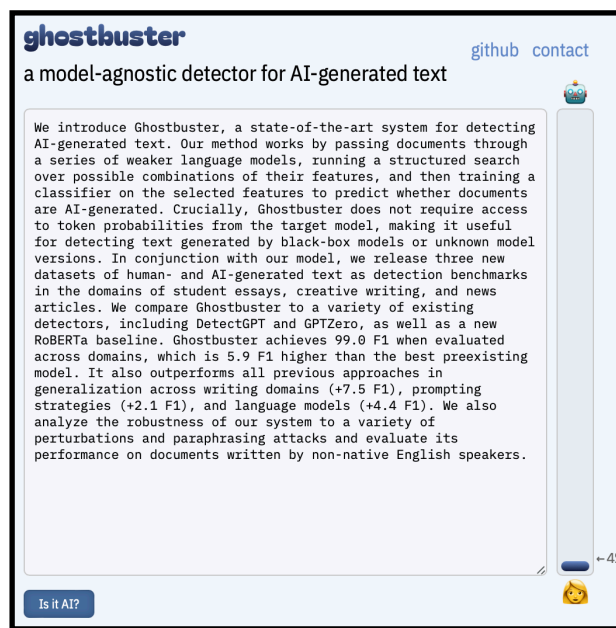 ghostbuster
github contact
a model-agnostic detector for AI-generated text
We introduce Ghostbuster, a state-of-the-art system for detecting
AI-generated text. Our method works by passing documents through
a series of weaker language models, running a structured search
over possible combinations of their features, and then training a
classifier on the selected features to predict whether documents
are AI-generated. Crucially, Ghostbuster does not require access
to token probabilities from the target model, making it useful
for detecting text generated by black-box models or unknown model
versions. In conjunction with our model, we release three new
datasets of human- and AI-generated text as detection benchmarks
in the domains of student essays, creative writing, and news
articles. We compare Ghostbuster to a variety of existing
detectors, including DetectGPT and GPTZero, as well as a new
RoBERTa baseline. Ghostbuster achieves 99.0 F1 when evaluated
across domains, which is 5.9 F1 higher than the best preexisting
model. It also outperforms all previous approaches in
generalization across writing domains (+7.5 F1), prompting
strategies (+2.1 F1), and language models (+4.4 F1). We also
analyze the robustness of our system to a variety of
perturbations and paraphrasing attacks and evaluate its
performance on documents written by non-native English speakers.
←4
Is it AI?